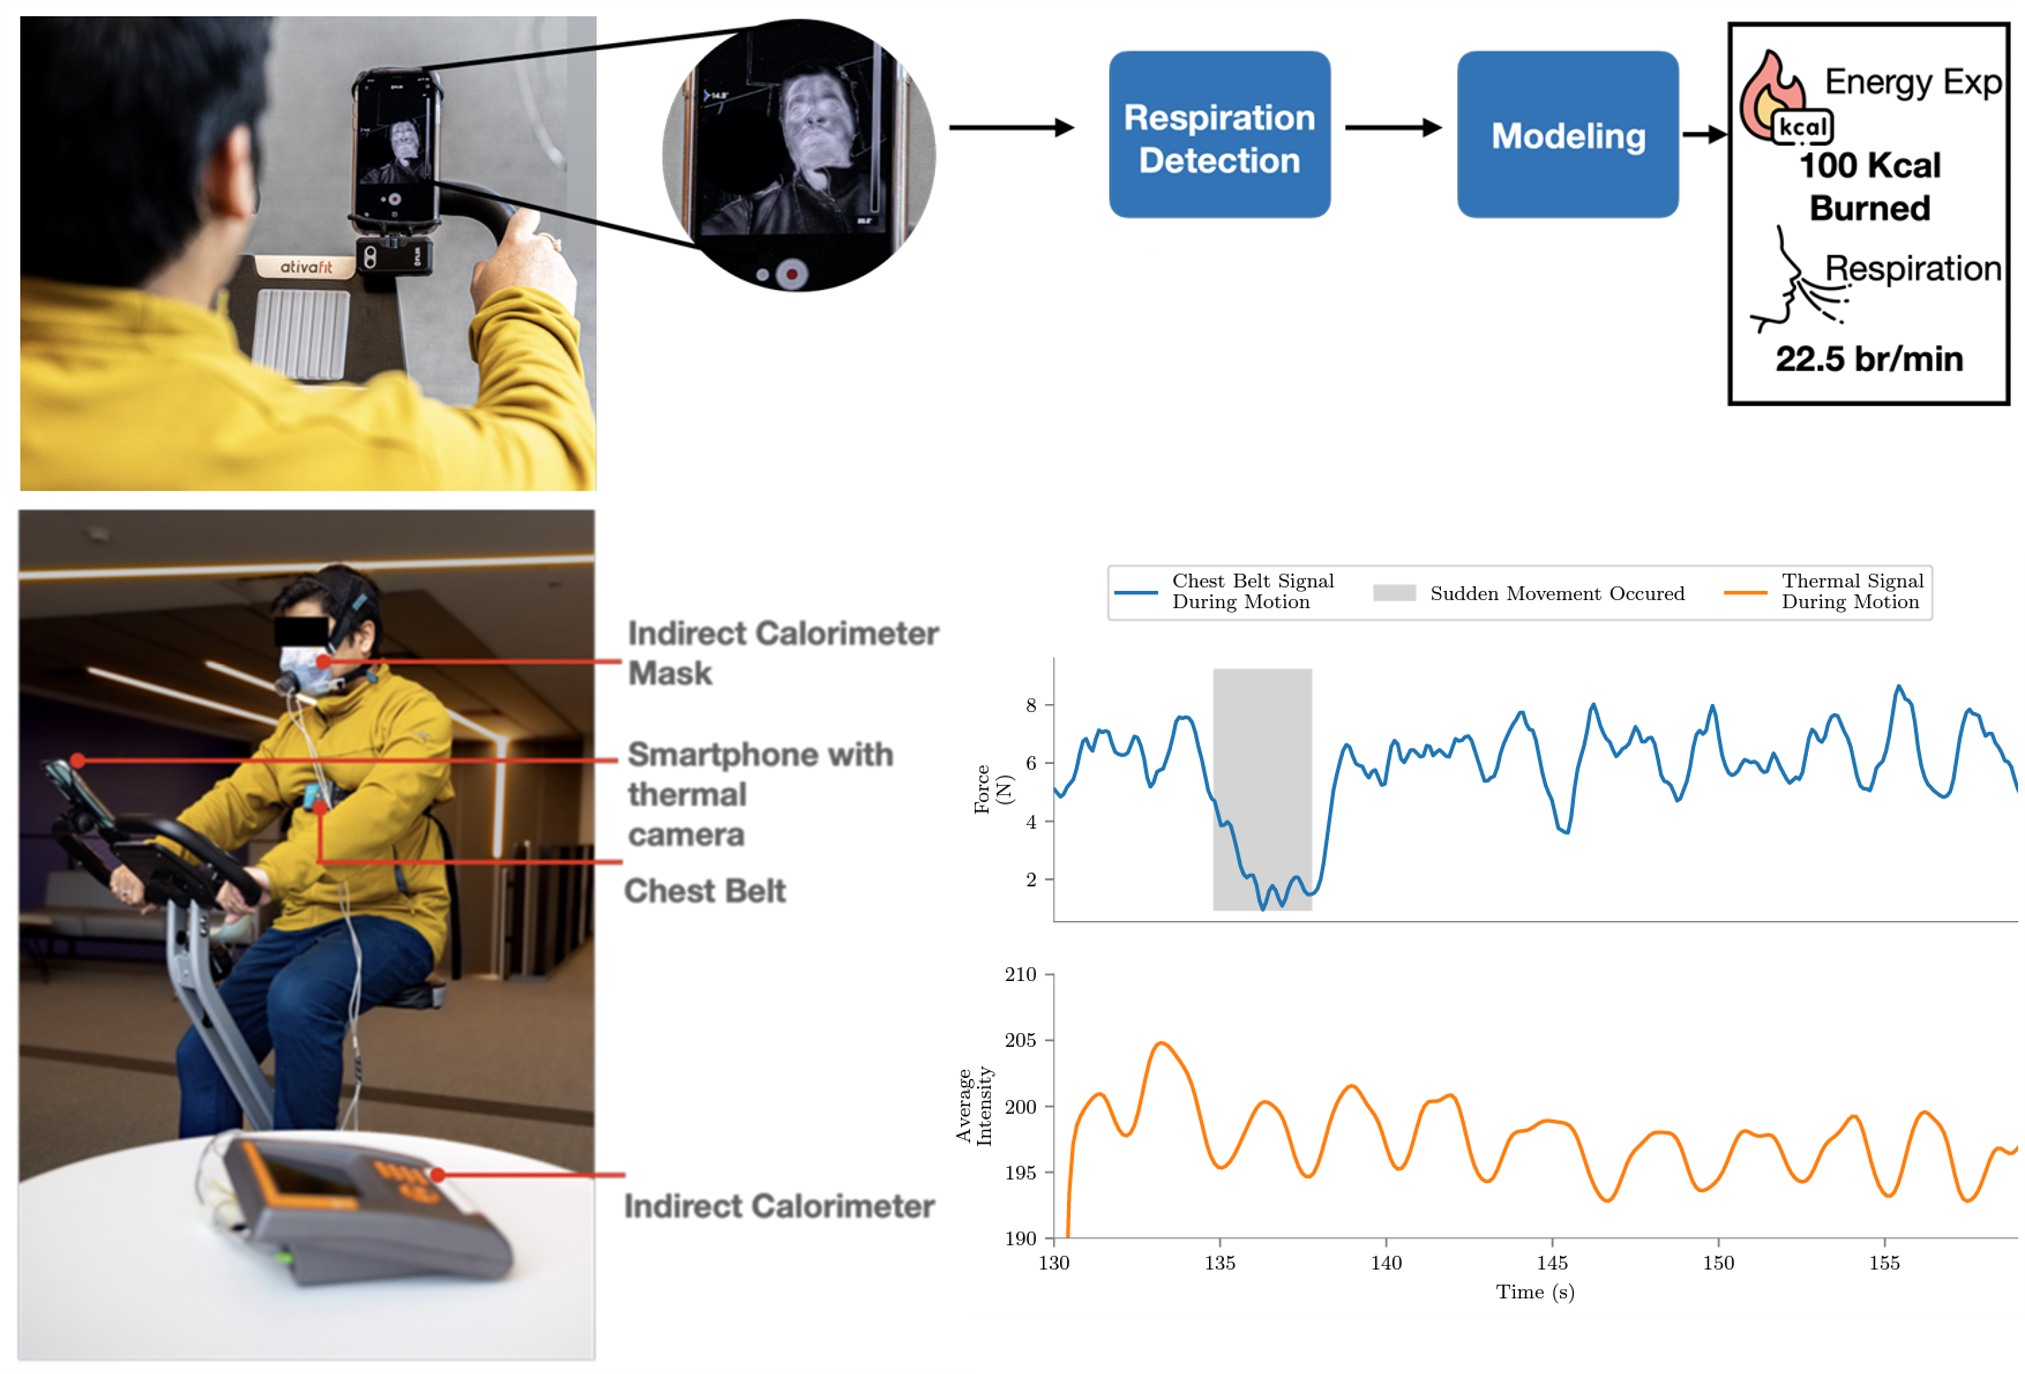 ativafit
FLIR
14.8°
Respiration
Detection
Modeling
Energy Exp
kcal
100 Kcal
Burned
Respiration
22.5 br/min
Indirect Calorimeter
Mask
Smartphone with
thermal
camera
Chest Belt
Indirect Calorimeter
Chest Belt Signal
During Motion
Sudden Movement Occured
Thermal Signal
During Motion
Force
(N)
8
6
4
2
Average
Intensity
210
205
200
195
190
130
135
140
145
150
155
Time (s)